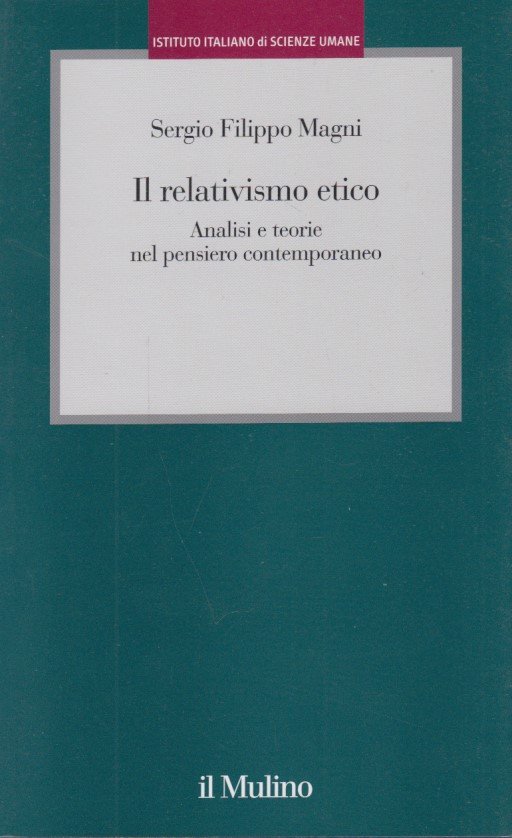 ISTITUTO ITALIANO di SCIENZE UMANE
Sergio Filippo Magni
Il relativismo etico
Analisi e teorie
nel pensiero contemporaneo
il Mulino